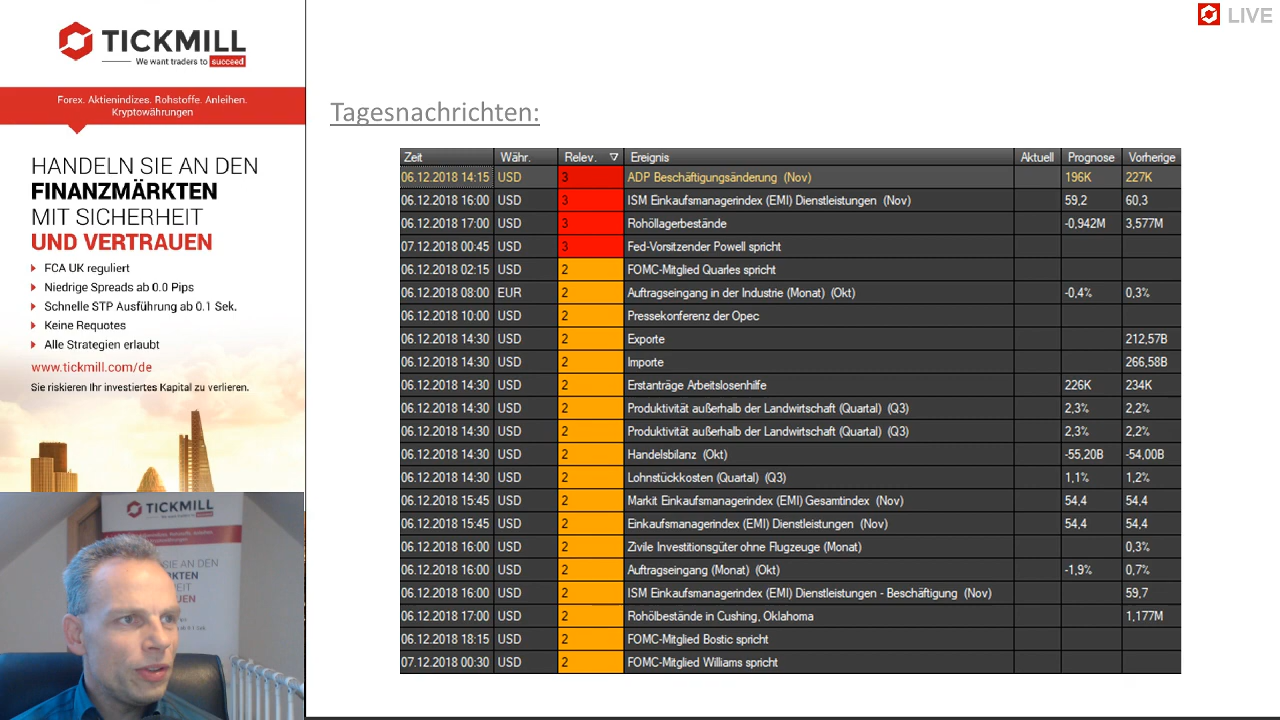 TICKMILL
We want traders to succeed
Forex. Aktienindizes. Rohstoffe. Anleihen.
Kryptowährungen
HANDELN SIE AN DEN
FINANZMÄRKTEN
MIT SICHERHEIT
UND VERTRAUEN
FCA UK reguliert
Niedrige Spreads ab 0.0 Pips
Schnelle STP Ausführung ab 0.1 Sek.
Keine Requotes
Alle Strategien erlaubt
www.tickmill.com/de
Sie riskieren Ihr investiertes Kapital zu verlieren.
TICKMILL
LIVE
Tagesnachrichten:
Zeit Währ. Relev. Ereignis Aktuell Prognose Vorherige
06.12.2018 14:15 USD 3 ADP Beschäftigungsänderung (Nov) 196K 227K
06.12.2018 16:00 USD 3 ISM Einkaufsmanagerindex (EMI) Dienstleistungen (Nov) 59,2 60,3
06.12.2018 17:00 USD 3 Rohöllagerbestände -0,942M 3,577M
07.12.2018 00:45 USD 3 Fed-Vorsitzender Powell spricht
06.12.2018 02:15 USD 2 FOMC-Mitglied Quarles spricht
06.12.2018 08:00 EUR 2 Auftragseingang in der Industrie (Monat) (Okt) -0,4% 0,3%
06.12.2018 10:00 USD 2 Pressekonferenz der Opec
06.12.2018 14:30 USD 2 Exporte 212,57B
06.12.2018 14:30 USD 2 Importe 266,58B
06.12.2018 14:30 USD 2 Erstanträge Arbeitslosenhilfe 226K 234K
06.12.2018 14:30 USD 2 Produktivität außerhalb der Landwirtschaft (Quartal) (Q3) 2,3% 2,2%
06.12.2018 14:30 USD 2 Produktivität außerhalb der Landwirtschaft (Quartal) (Q3) 2,3% 2,2%
06.12.2018 14:30 USD 2 Handelsbilanz (Okt) -55,20B -54,00B
06.12.2018 14:30 USD 2 Lohnstückkosten (Quartal) (Q3) 1,1% 1,2%
06.12.2018 15:45 USD 2 Markit Einkaufsmanagerindex (EMI) Gesamtindex (Nov) 54,4 54,4
06.12.2018 15:45 USD 2 Einkaufsmanagerindex (EMI) Dienstleistungen (Nov) 54,4 54,4
06.12.2018 16:00 USD 2 Zivile Investitionsgüter ohne Flugzeuge (Monat) 0,3%
06.12.2018 16:00 USD 2 Auftragseingang (Monat) (Okt) -1,9% 0,7%
06.12.2018 16:00 USD 2 ISM Einkaufsmanagerindex (EMI) Dienstleistungen - Beschäftigung (Nov) 59,7
06.12.2018 17:00 USD 2 Rohölbestände in Cushing, Oklahoma 1,177M
06.12.2018 18:15 USD 2 FOMC-Mitglied Bostic spricht
07.12.2018 00:30 USD 2 FOMC-Mitglied Williams spricht